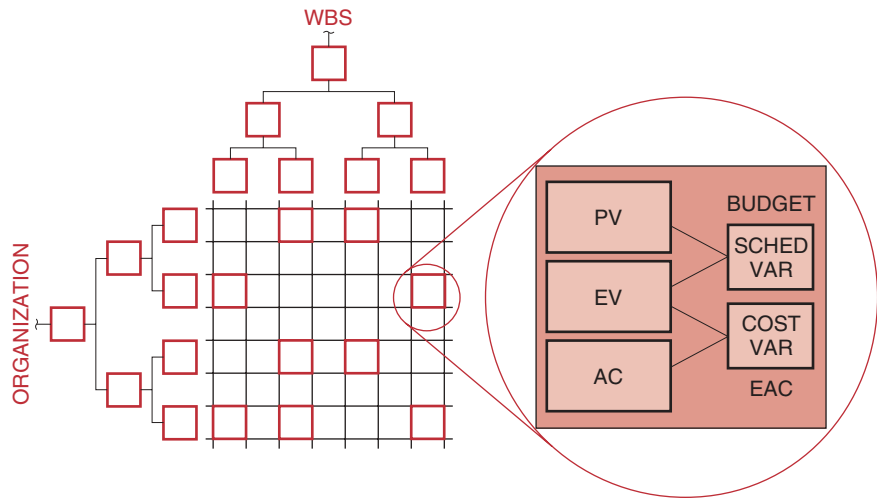 WBS
ORGANIZATION
PV
EV
AC
BUDGET
SCHED
VAR
COST
VAR
EAC